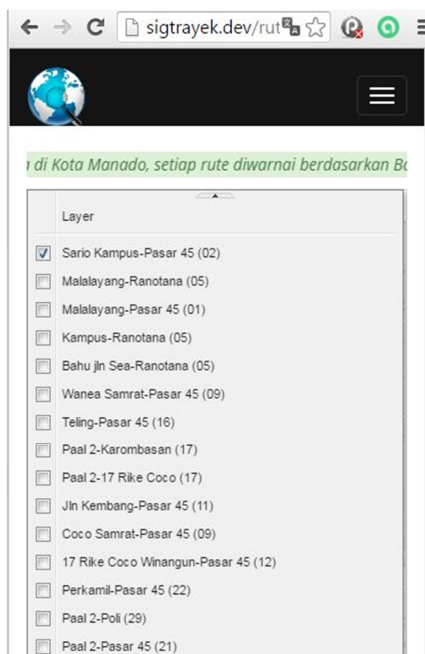 sigtrayek.dev/rut
di Kota Manado, setiap rute diwarnai berdasarkan
Layer
Sario Kampus-Pasar 45 (02)
Malalayang-Ranotana (05)
Malalayang-Pasar 45 (01)
Kampus-Ranotana (05)
Bahu jln Sea-Ranotana (05)
Wanea Samrat-Pasar 45 (09)
Teling-Pasar 45 (16)
Paal 2-Karombasan (17)
Paal 2-17 Rike Coco (17)
Jln Kembang-Pasar 45 (11)
Coco Samrat-Pasar 45 (09)
17 Rike Coco Winangun-Pasar 45 (12)
Perkamil-Pasar 45 (22)
Paal 2-Poli (29)
Paal 2-Pasar 45 (21)